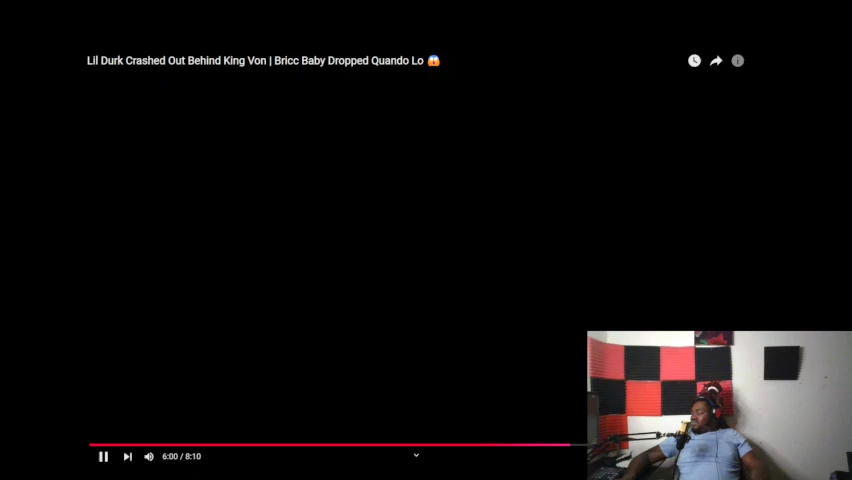 Lil Durk Crashed Out Behind King Von | Bricc Baby Dropped Quando Lo 😱
6:00 / 8:10